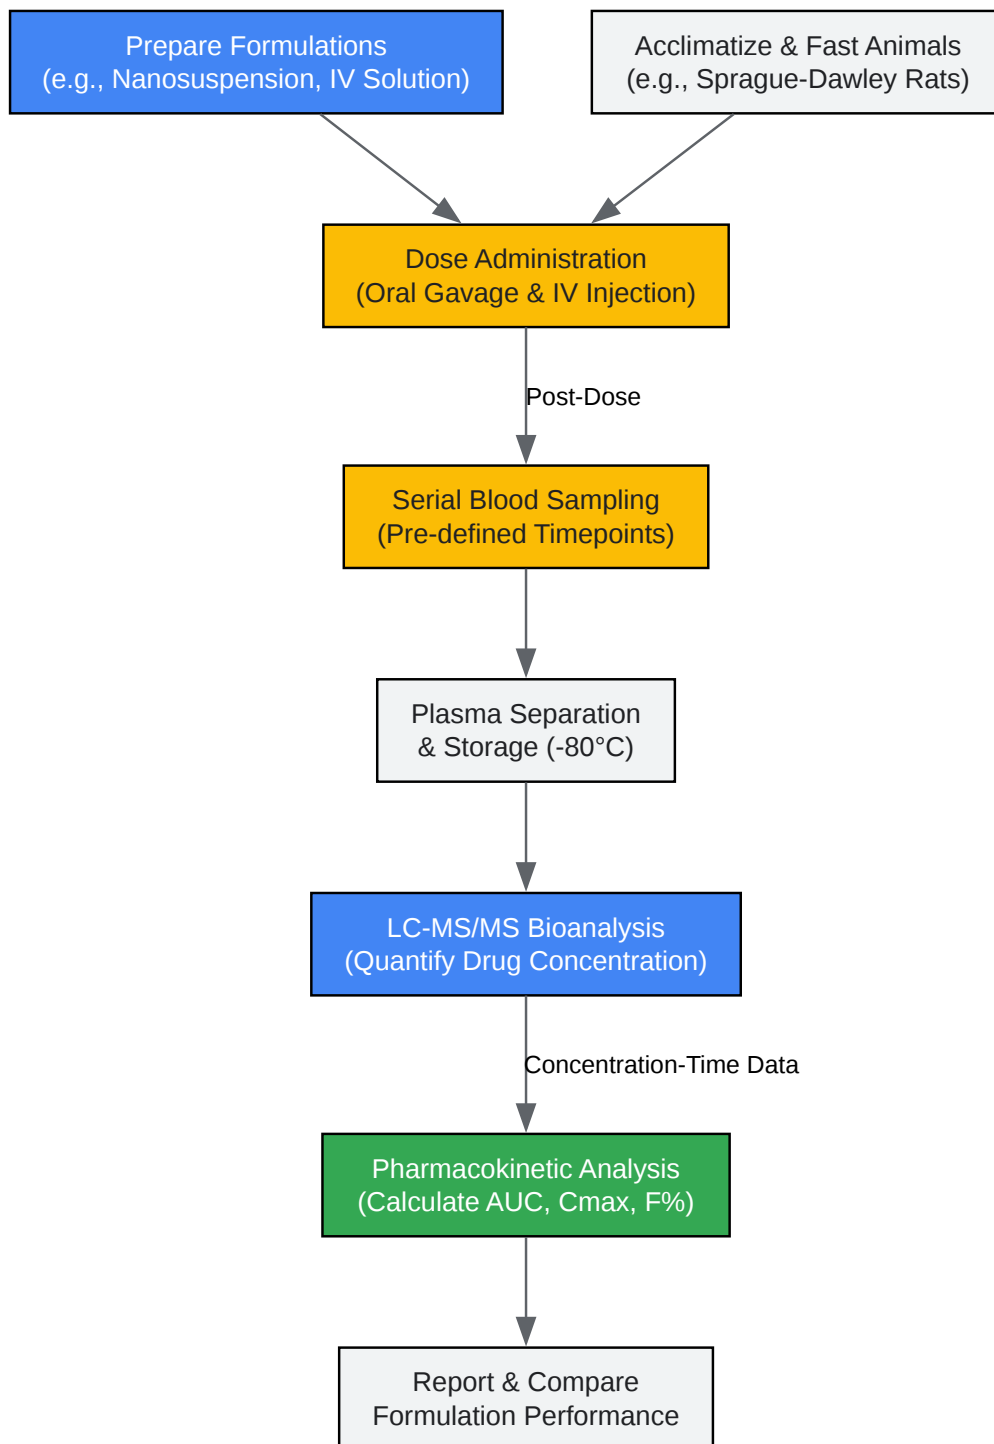 Prepare Formulations
(e.g., Nanosuspension, IV Solution)
Acclimatize & Fast Animals
(e.g., Sprague-Dawley Rats)
Dose Administration
(Oral Gavage & IV Injection)
Post-Dose
Serial Blood Sampling
(Pre-defined Timepoints)
Plasma Separation
& Storage (-80°C)
LC-MS/MS Bioanalysis
(Quantify Drug Concentration)
Concentration-Time Data
Pharmacokinetic Analysis
(Calculate AUC, Cmax, F%)
Report & Compare
Formulation Performance